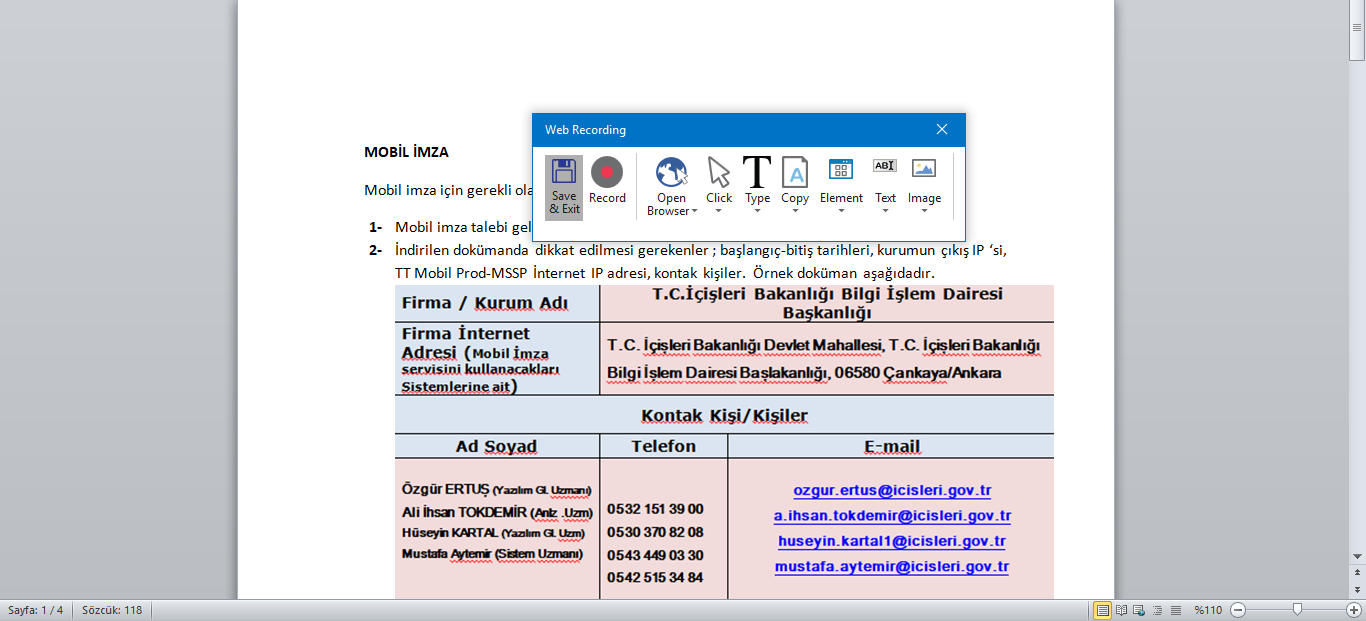 Web Recording
Save & Exit
Record
Open Browser
Click
Type
Copy
Element
Text
Image
MOBİL İMZA
Mobil imza için gerekli ola
1- Mobil imza talebi gel
2- İndirilen dokümanda dikkat edilmesi gerekenler ; başlangıç-bitiş tarihleri, kurumun çıkış IP ‘si,
TT Mobil Prod-MSSP İnternet IP adresi, kontak kişiler. Örnek doküman aşağıdadır.
Firma / Kurum Adı
T.C.İçişleri Bakanlığı Bilgi İşlem Dairesi
Başkanlığı
Firma İnternet
Adresi (Mobil İmza
servisini kullanacakları
Sistemlerine ait)
T.C. İçişleri Bakanlığı Devlet Mahallesi, T.C. İçişleri Bakanlığı
Bilgi İşlem Dairesi Başlakanlığı, 06580 Çankaya/Ankara
Kontak Kişi/Kişiler
Ad Soyad Telefon E-mail
Özgür ERTUŞ (Yazılım Gl. Uzmanı)
Ali İhsan TOKDEMİR (Anlz .Uzm)
Hüseyin KARTAL (Yazılım Gl. Uzm)
Mustafa Aytemir (Sistem Uzmanı)
0532 151 39 00
0530 370 82 08
0543 449 03 30
0542 515 34 84
ozgur.ertus@icisleri.gov.tr
a.ihsan.tokdemir@icisleri.gov.tr
huseyin.kartal1@icisleri.gov.tr
mustafa.aytemir@icisleri.gov.tr
Sayfa: 1 / 4 Sözcük: 118 %110